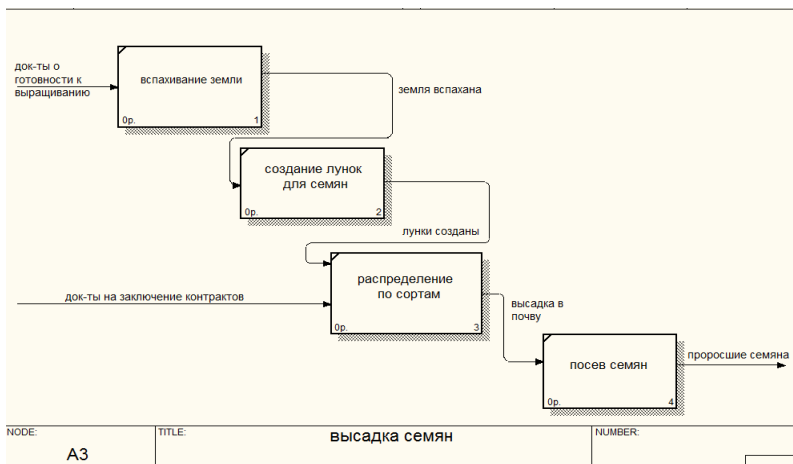 док-ты о
готовности к
выращиванию
вспахивание земли
0р.
1
земля вспахана
создание лунок
для семян
0р.
2
лунки созданы
док-ты на заключение контрактов
распределение
по сортам
0р.
3
высадка в
почву
посев семян
0р.
4
проросшие семяна
NODE:
TITLE:
NUMBER:
A3
высадка семян